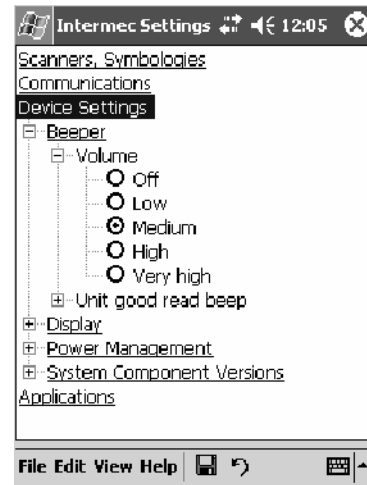 Intermec Settings 12:05
Scanners, Symbologies
Communications
Device Settings
Beeper
Volume
Off
Low
Medium
High
Very high
Unit good read beep
Display
Power Management
System Component Versions
Applications
File Edit View Help